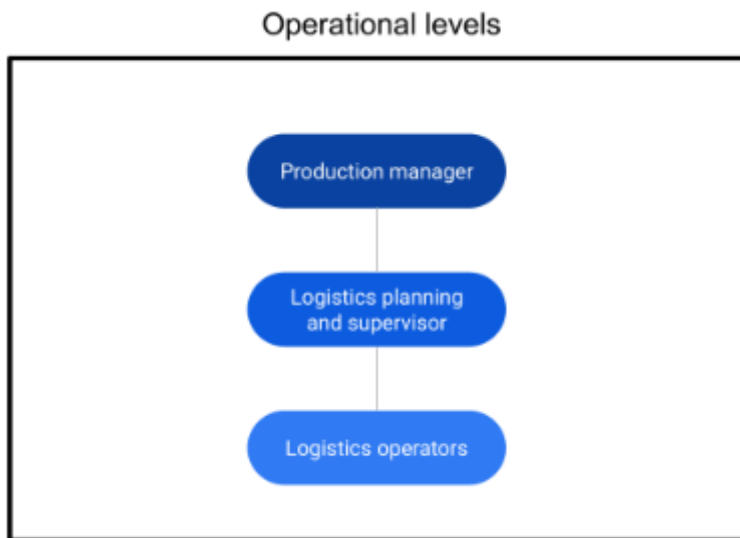 Operational levels
Production manager
Logistics planning
and supervisor
Logistics operators